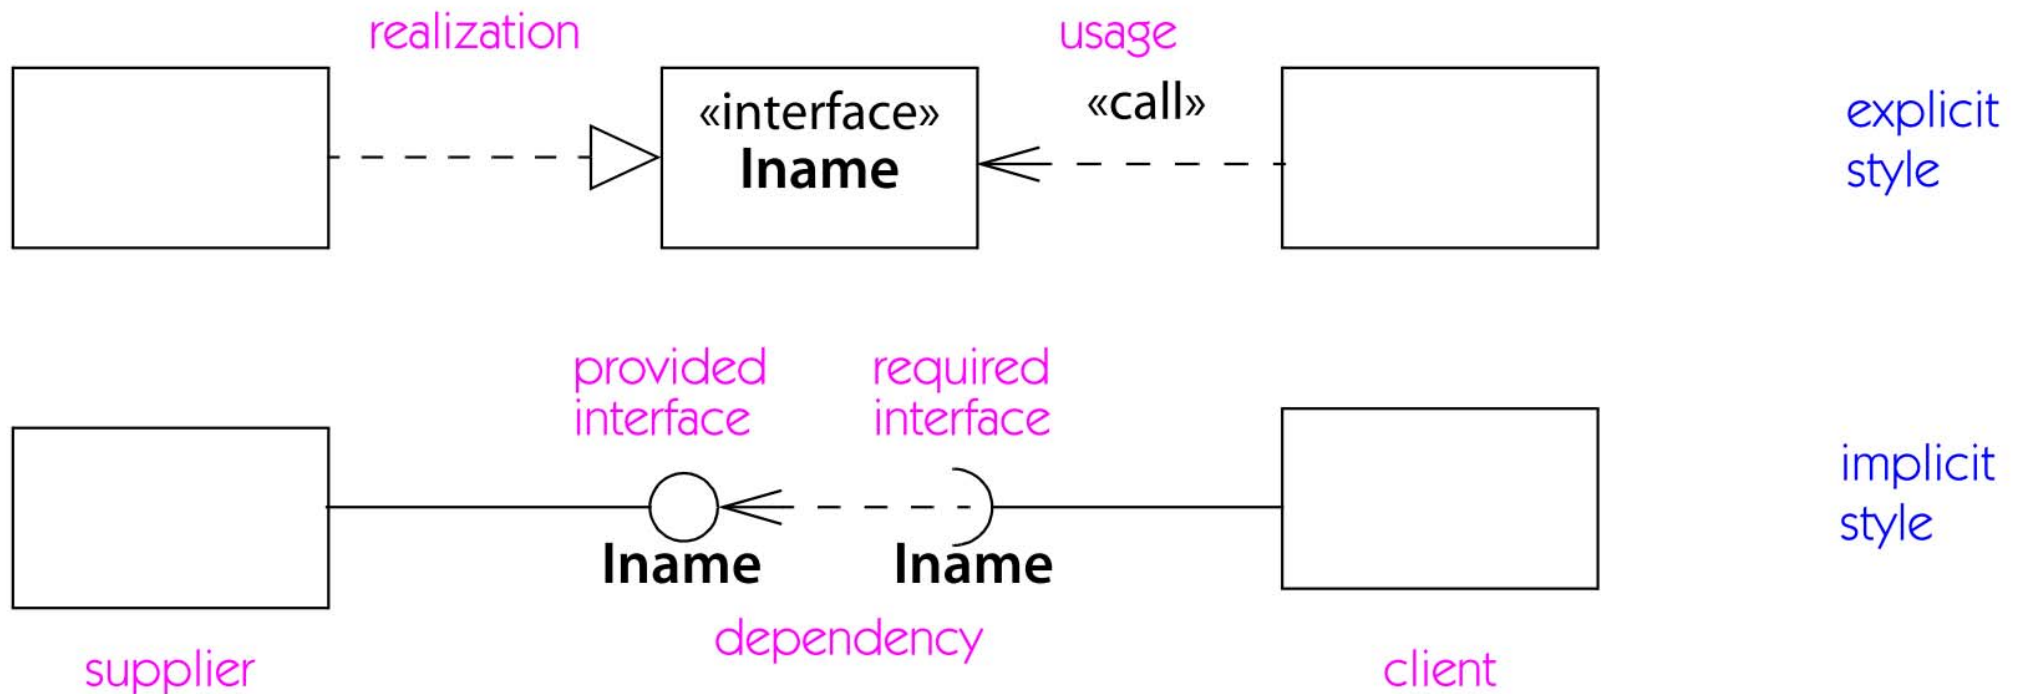 realization
usage
«interface»
Iname
«call»
explicit
style
provided
interface
required
interface
Iname
Iname
implicit
style
dependency
supplier
client